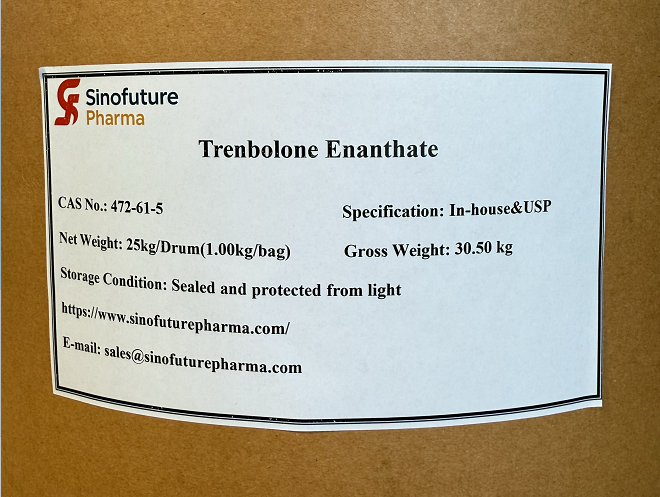 Sinofuture
Pharma
Trenbolone Enanthate
CAS No.: 472-61-5
Specification: In-house&USP
Net Weight: 25kg/Drum(1.00kg/bag)
Gross Weight: 30.50 kg
Storage Condition: Sealed and protected from light
https://www.sinofuturepharma.com/
E-mail: sales@sinofuturepharma.com